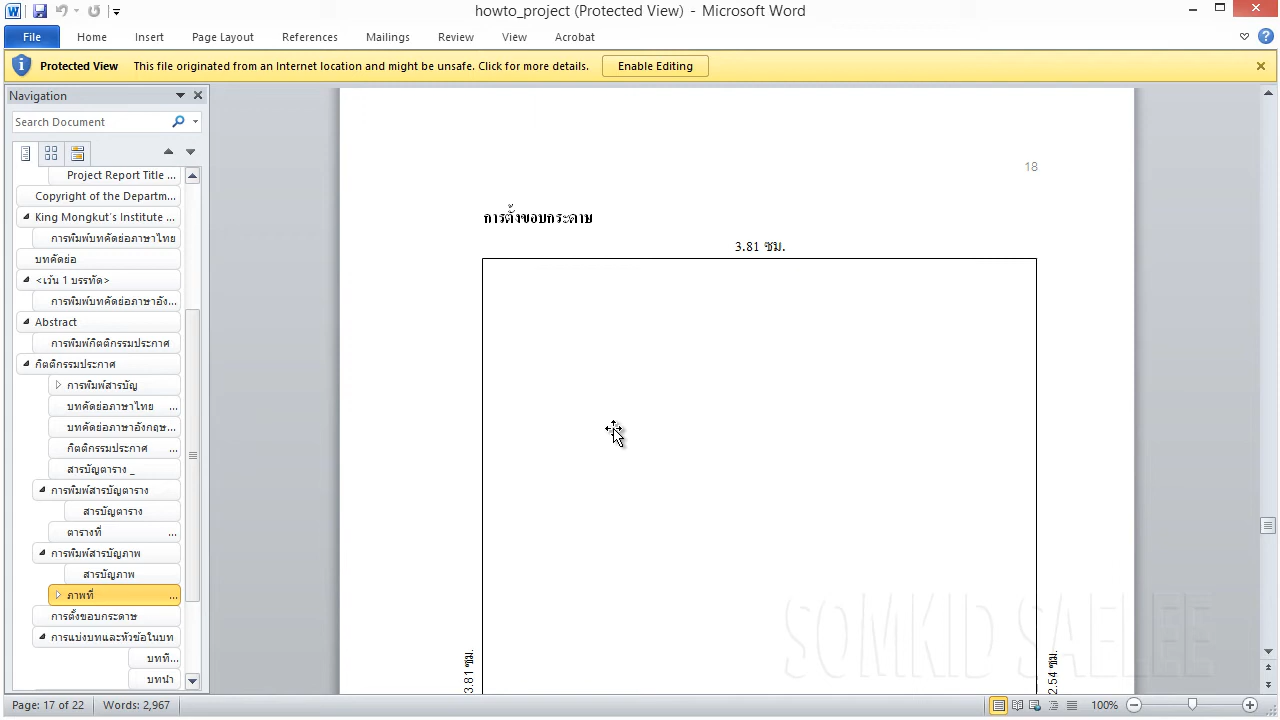 howto_project (Protected View) - Microsoft Word
File Home Insert Page Layout References Mailings Review View Acrobat
Protected View This file originated from an Internet location and might be unsafe. Click for more details. Enable Editing
Navigation
Search Document
Project Report Title ...
Copyright of the Departm...
King Mongkut's Institute ...
การพิมพ์บทคัดย่อภาษาไทย
บทคัดย่อ
<เว้น 1 บรรทัด>
การพิมพ์บทคัดย่อภาษาอัง...
Abstract
การพิมพ์กิตติกรรมประกาศ
กิตติกรรมประกาศ
การพิมพ์สารบัญ
บทคัดย่อภาษาไทย ...
บทคัดย่อภาษาอังกฤษ...
กิตติกรรมประกาศ ...
สารบัญตาราง _
การพิมพ์สารบัญตาราง
สารบัญตาราง
ตารางที่ ...
การพิมพ์สารบัญภาพ
สารบัญภาพ
ภาพที่ ...
การตั้งขอบกระดาษ
การแบ่งบทและหัวข้อในบท
บทที่...
บทนำ
18
การตั้งขอบกระดาษ
3.81 ซม.
3.81 ซม.
2.54 ซม.
SOMKID SAELEE
Page: 17 of 22 Words: 2,967 100%